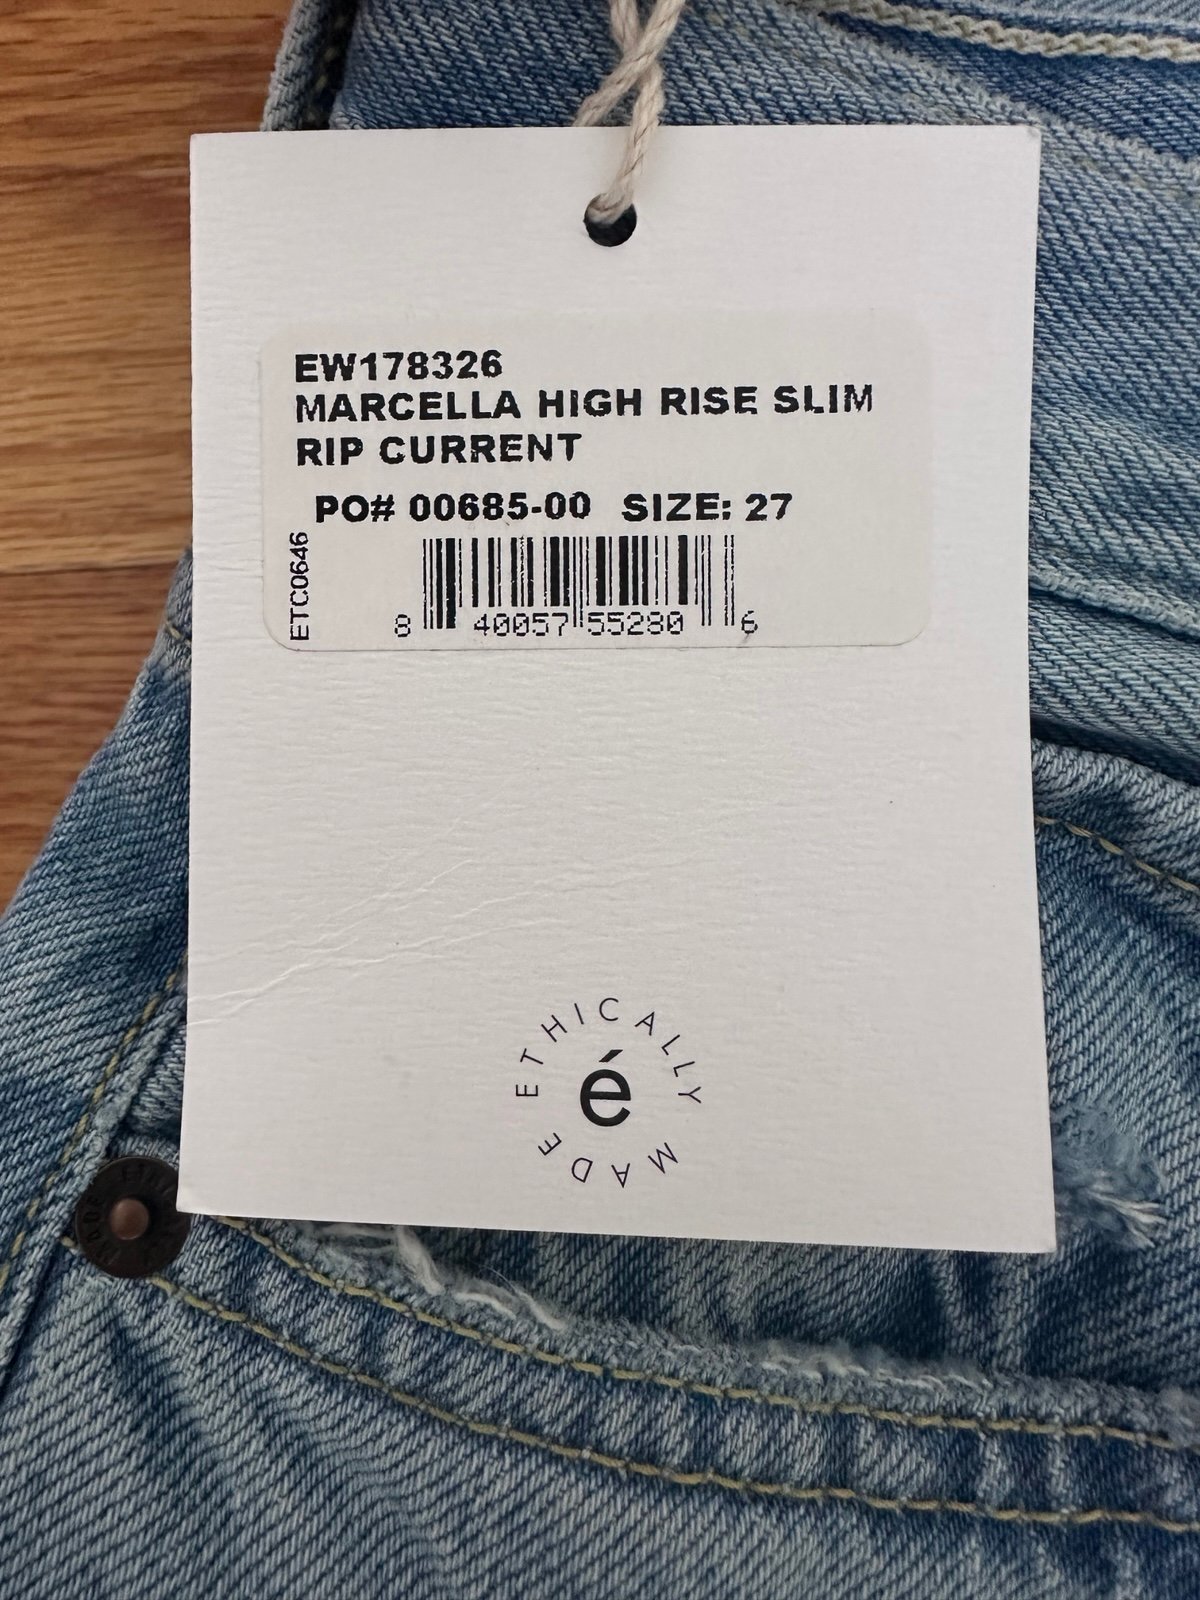 EW178326
MARCELLA HIGH RISE SLIM
RIP CURRENT
PO# 00685-00 SIZE: 27
ETC0646
8 40057 55280 6
ETHICALLY MADE
é